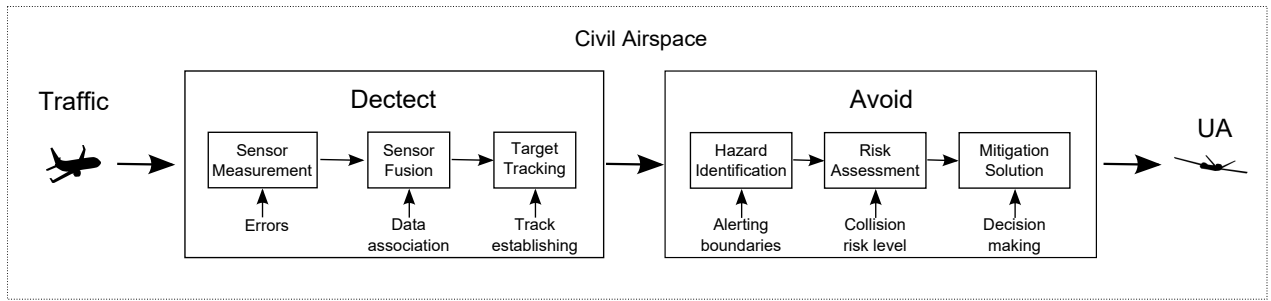 Civil Airspace
Traffic
Dectect
Sensor
Measurement
Sensor
Fusion
Target
Tracking
Errors
Data
association
Track
establishing
Avoid
Hazard
Identification
Risk
Assessment
Mitigation
Solution
Alerting
boundaries
Collision
risk level
Decision
making
UA